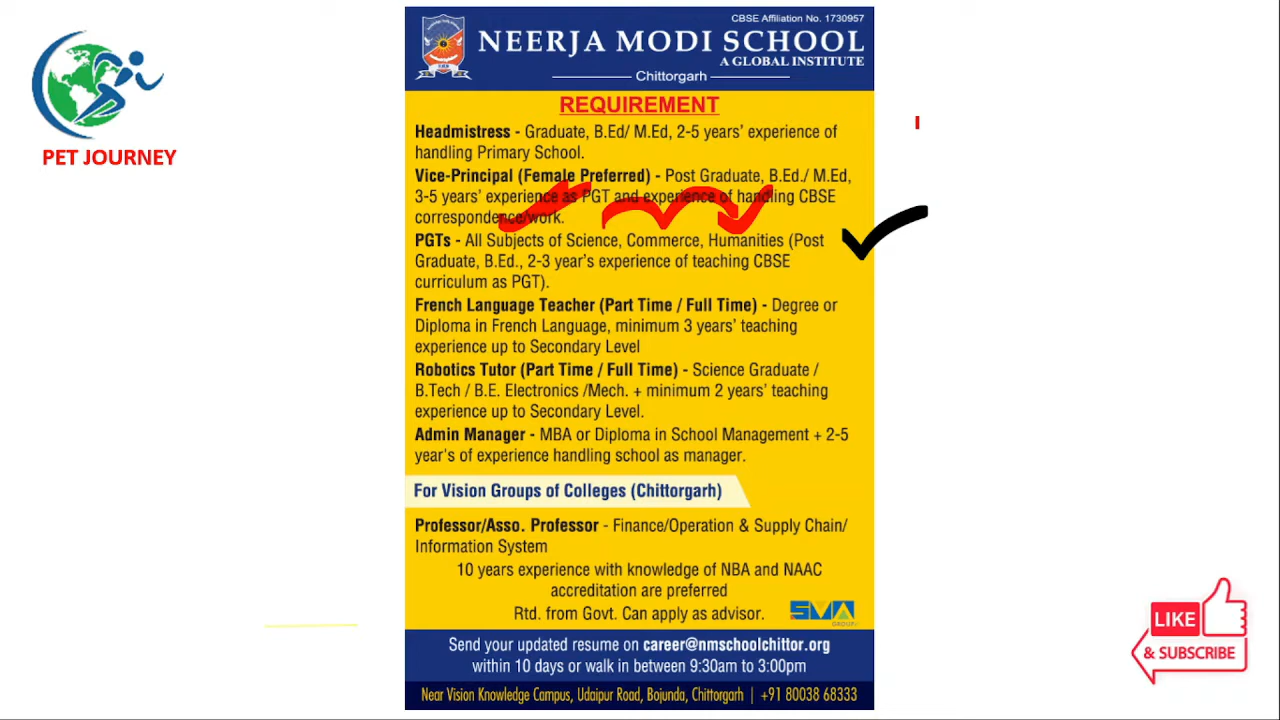 CBSE Affiliation No. 1730957
NEERJA MODI SCHOOL
A GLOBAL INSTITUTE
Chittorgarh
PET JOURNEY
REQUIREMENT
Headmistress - Graduate, B.Ed/ M.Ed, 2-5 years' experience of
handling Primary School.
Vice-Principal (Female Preferred) - Post Graduate, B.Ed./ M.Ed,
3-5 years' experience as PGT and experience of handling CBSE
correspondence/work.
PGTs - All Subjects of Science, Commerce, Humanities (Post
Graduate, B.Ed., 2-3 year's experience of teaching CBSE
curriculum as PGT).
French Language Teacher (Part Time / Full Time) - Degree or
Diploma in French Language, minimum 3 years' teaching
experience up to Secondary Level
Robotics Tutor (Part Time / Full Time) - Science Graduate /
B.Tech / B.E. Electronics /Mech. + minimum 2 years' teaching
experience up to Secondary Level.
Admin Manager - MBA or Diploma in School Management + 2-5
year's of experience handling school as manager.
For Vision Groups of Colleges (Chittorgarh)
Professor/Asso. Professor - Finance/Operation & Supply Chain/
Information System
10 years experience with knowledge of NBA and NAAC
accreditation are preferred
Rtd. from Govt. Can apply as advisor.
SMA
GROUP
Send your updated resume on career@nmschoolchittor.org
within 10 days or walk in between 9:30am to 3:00pm
Near Vision Knowledge Campus, Udaipur Road, Bojunda, Chittorgarh | +91 80038 68333
LIKE
& SUBSCRIBE